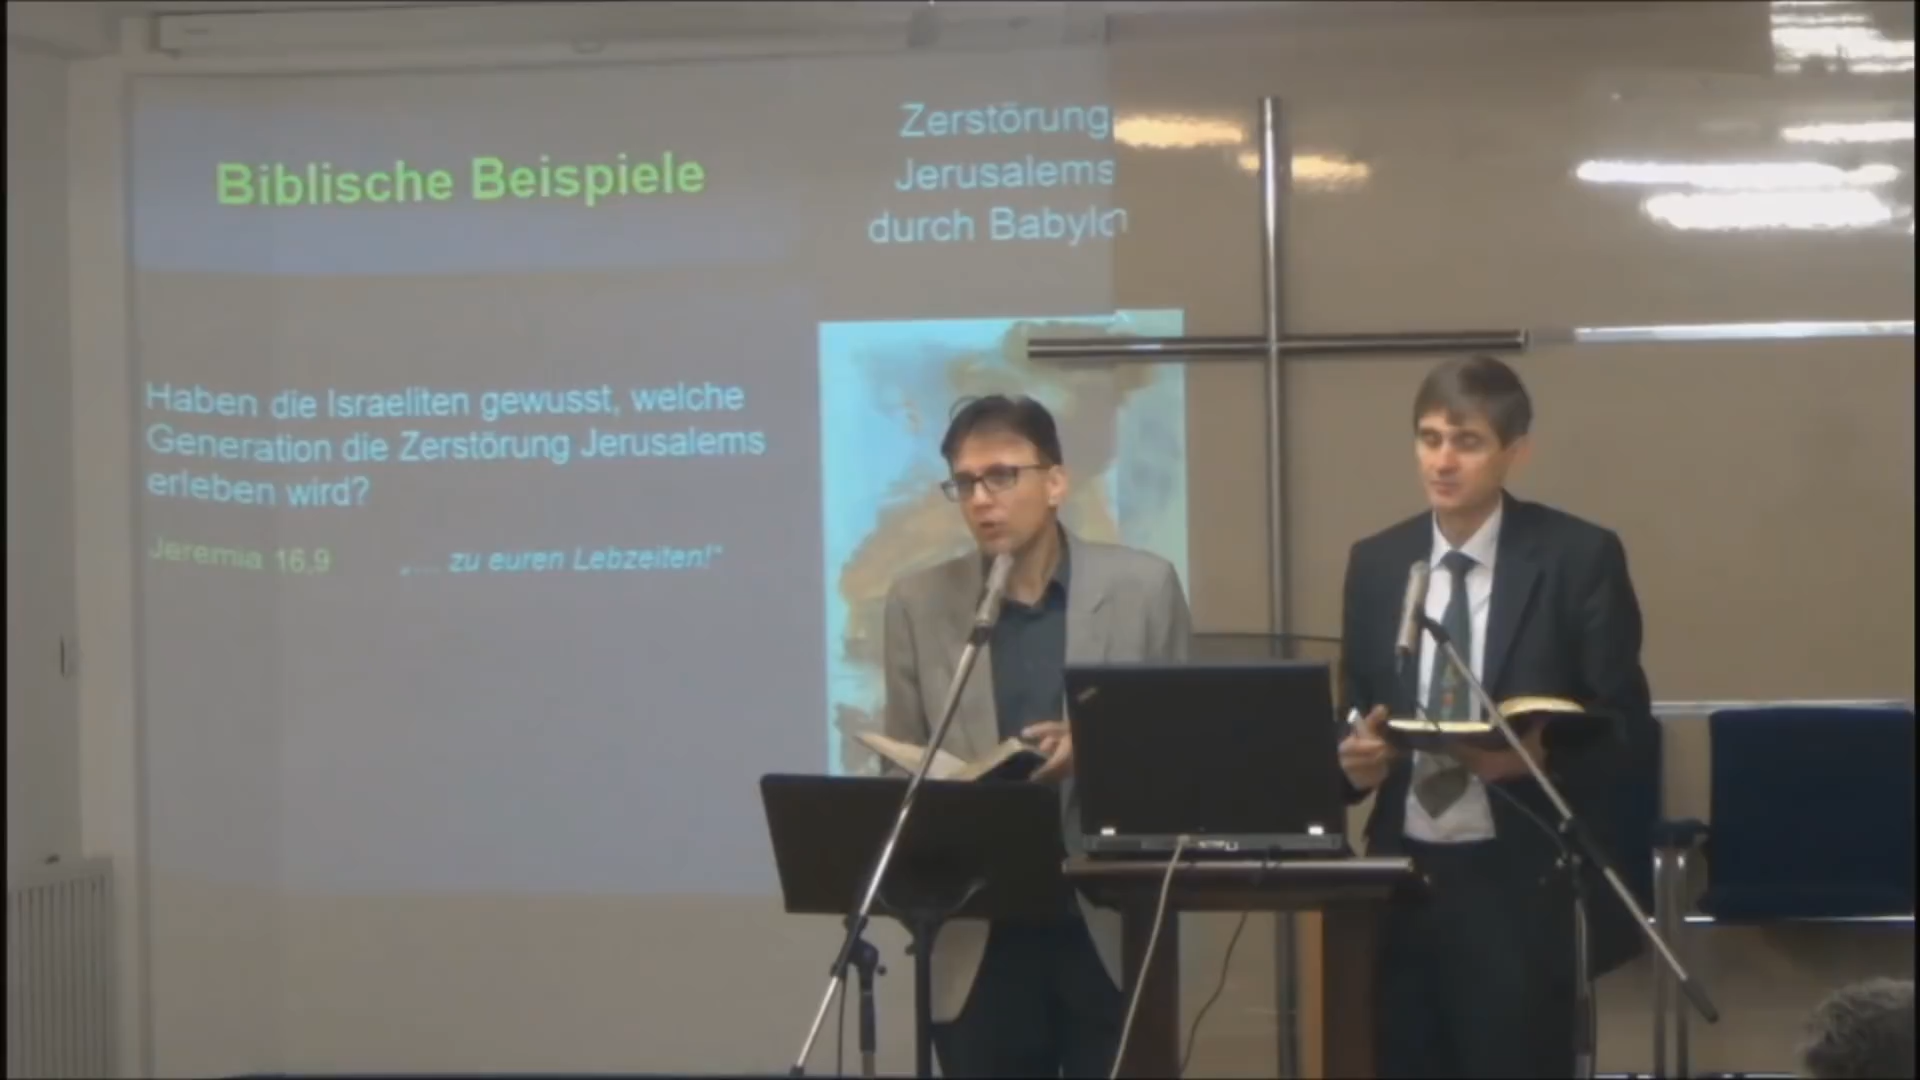 Biblische Beispiele
Zerstörung
Jerusalems
durch Babylon
Haben die Israeliten gewusst, welche
Generation die Zerstörung Jerusalems
erleben wird?
Jeremia 16,9 „... zu euren Lebzeiten!“